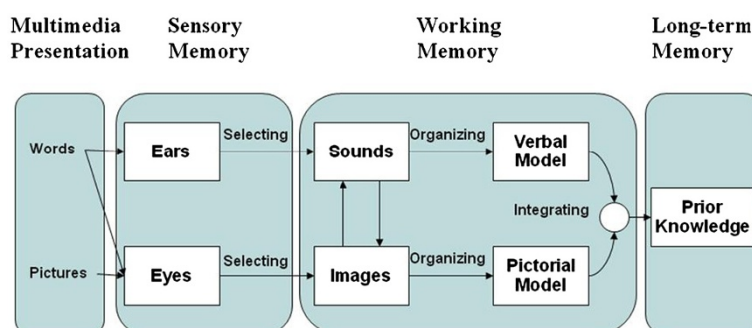 Multimedia
Presentation
Sensory
Memory
Working
Memory
Long-term
Memory
Words
Pictures
Ears
Eyes
Selecting
Selecting
Sounds
Images
Organizing
Organizing
Verbal
Model
Pictorial
Model
Integrating
Prior
Knowledge